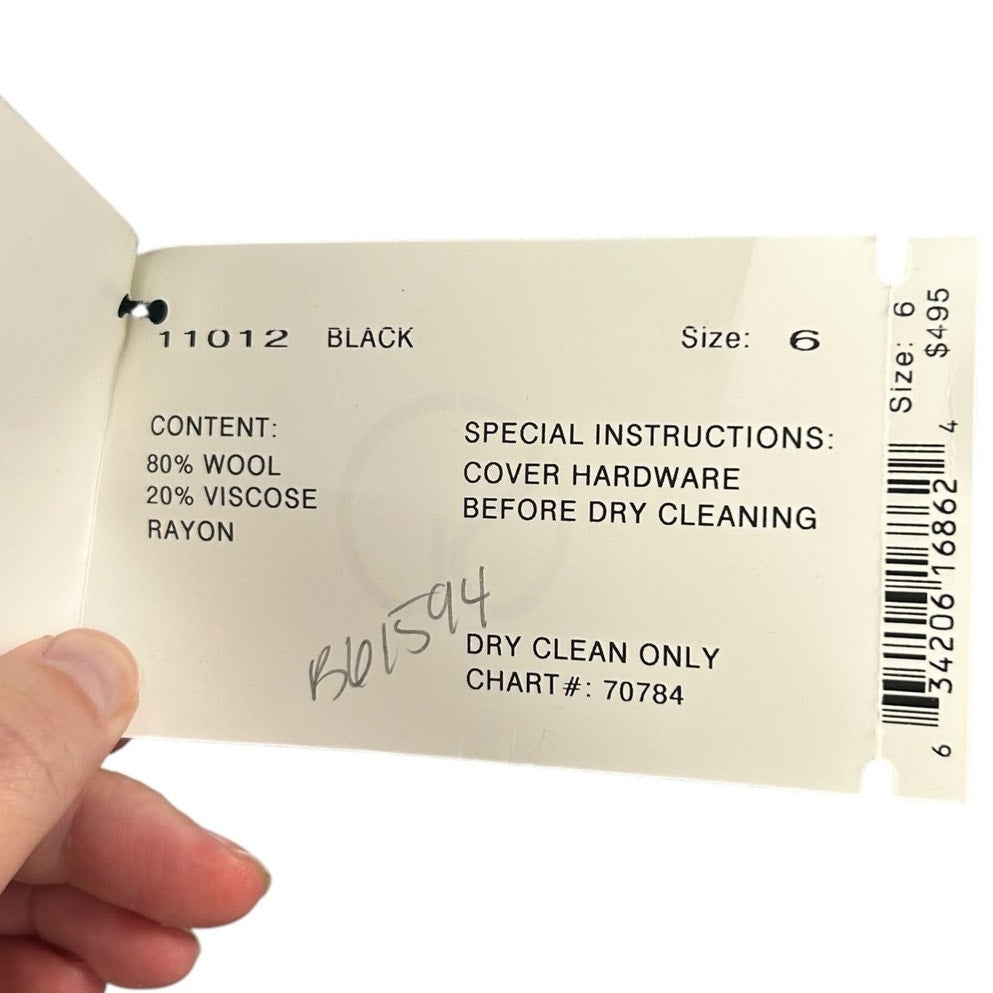 11012 BLACK Size: 6
CONTENT:
80% WOOL
20% VISCOSE
RAYON
SPECIAL INSTRUCTIONS:
COVER HARDWARE
BEFORE DRY CLEANING
B61594
DRY CLEAN ONLY
CHART#: 70784
Size: 6
$495
6 34206 16862 4